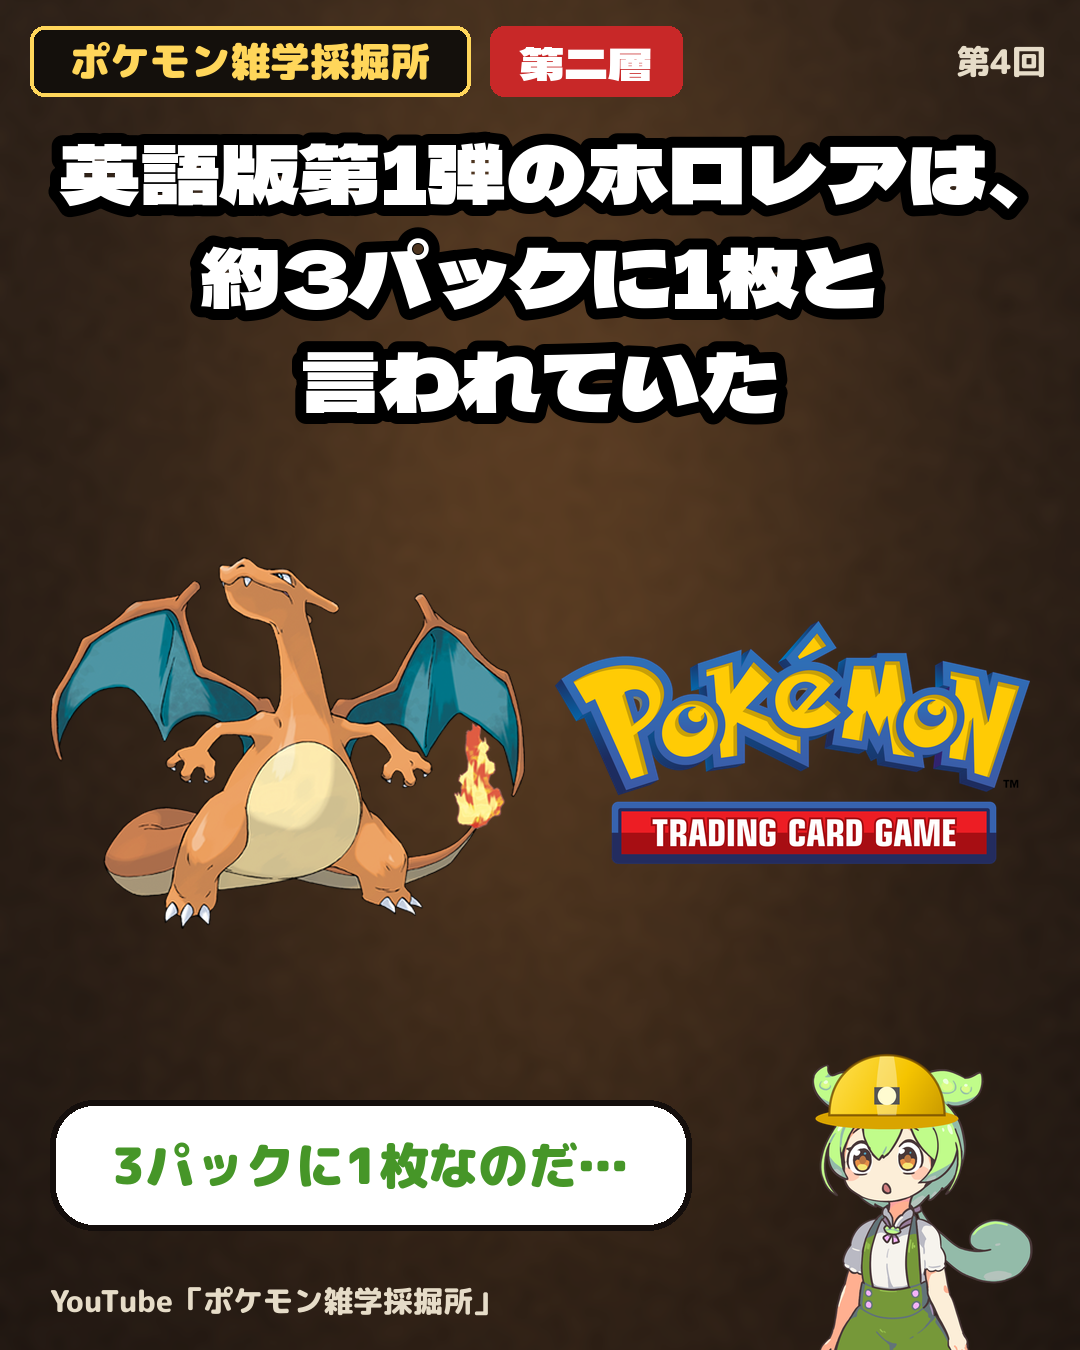 ポケモン雑学採掘所
第二層
第4回
英語版第1弾のホロレアは、
約3パックに1枚と
言われていた
POKéMON
TM
TRADING CARD GAME
3パックに1枚なのだ…
YouTube「ポケモン雑学採掘所」